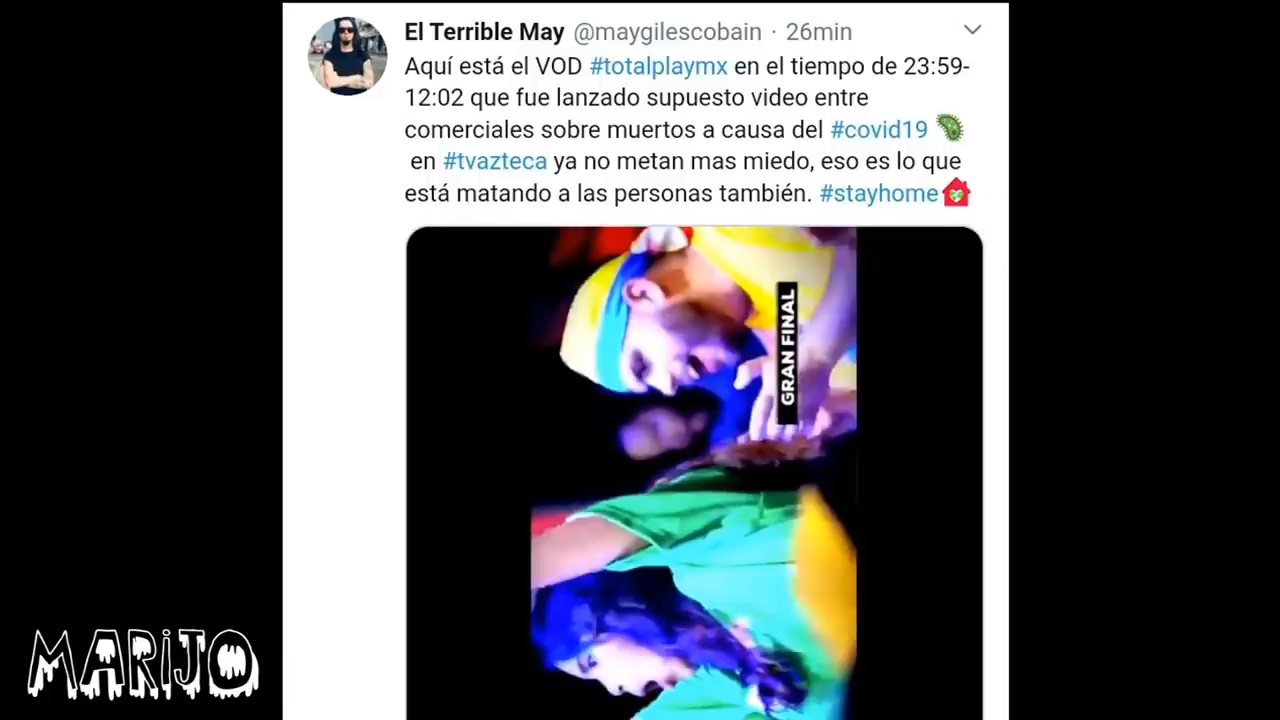 El Terrible May @maygilescobain · 26min
Aquí está el VOD #totalplaymx en el tiempo de 23:59-
12:02 que fue lanzado supuesto video entre
comerciales sobre muertos a causa del #covid19 🦠
en #tvazteca ya no metan mas miedo, eso es lo que
está matando a las personas también. #stayhome
GRAN FINAL
MARiJO